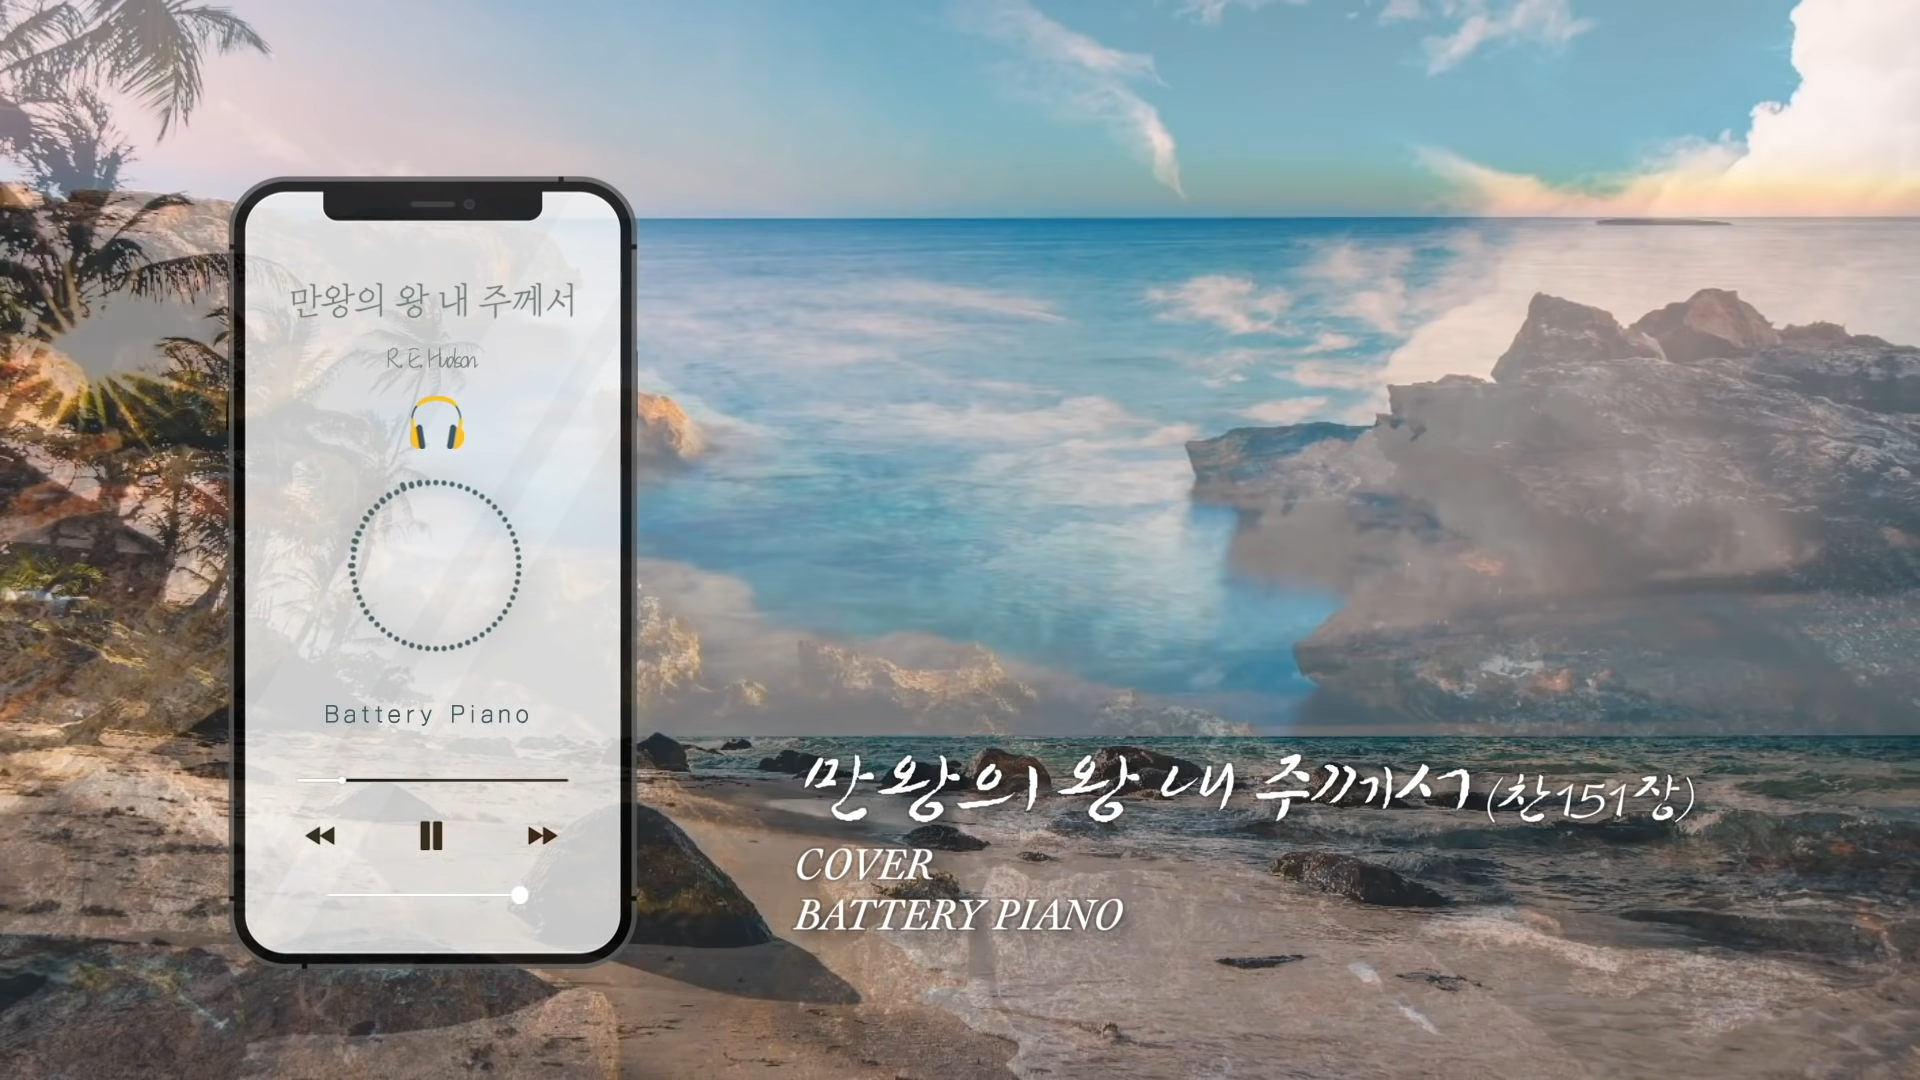 만왕의 왕 내 주께서
R. E. Hudson
Battery Piano
만왕의 왕 내 주께서 (찬151장)
COVER
BATTERY PIANO